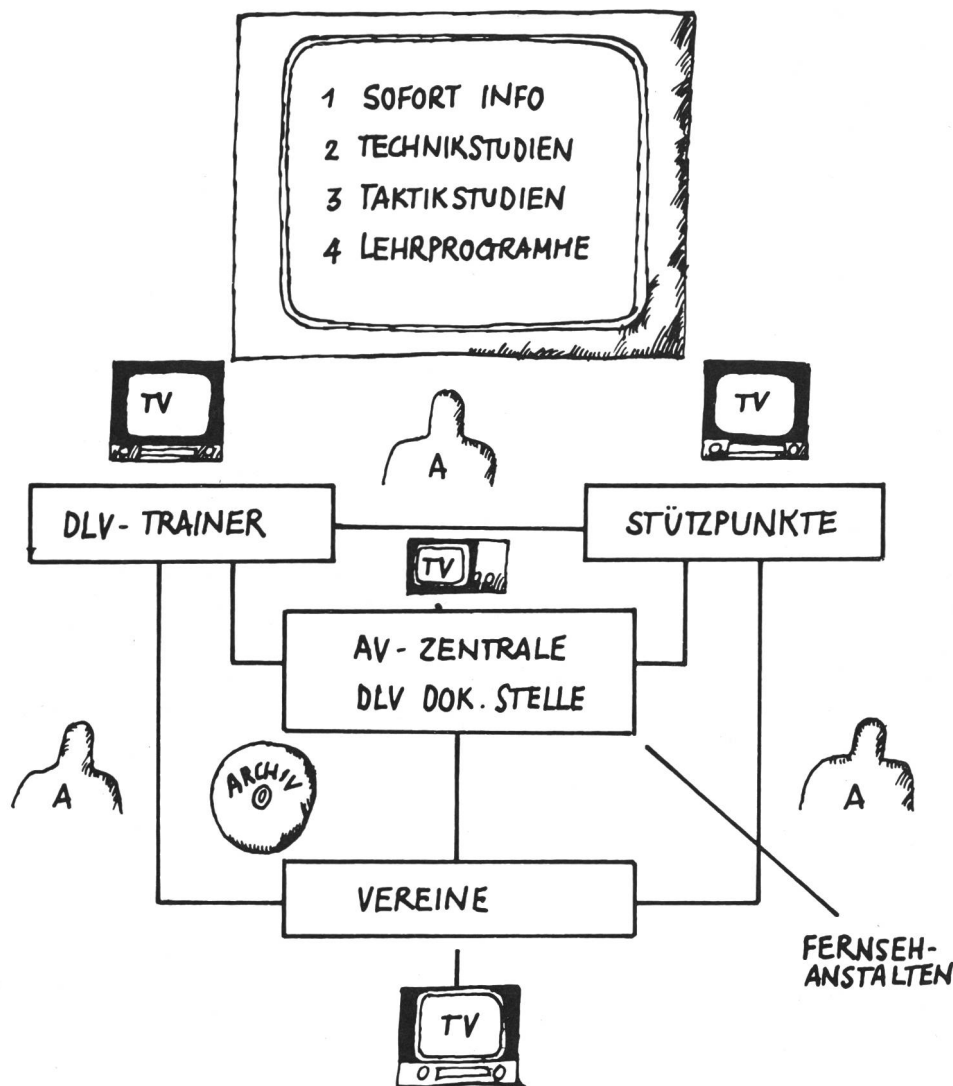 1 SOFORT INFO
2 TECHNIKSTUDIEN
3 TAKTIKSTUDIEN
4 LEHRPROGRAMME
TV
TV
A
DLV-TRAINER
STÜTZPUNKTE
TV
AV-ZENTRALE
DLV DOK. STELLE
A
ARCHIV
A
VEREINE
FERNSEH-
ANSTALTEN
TV